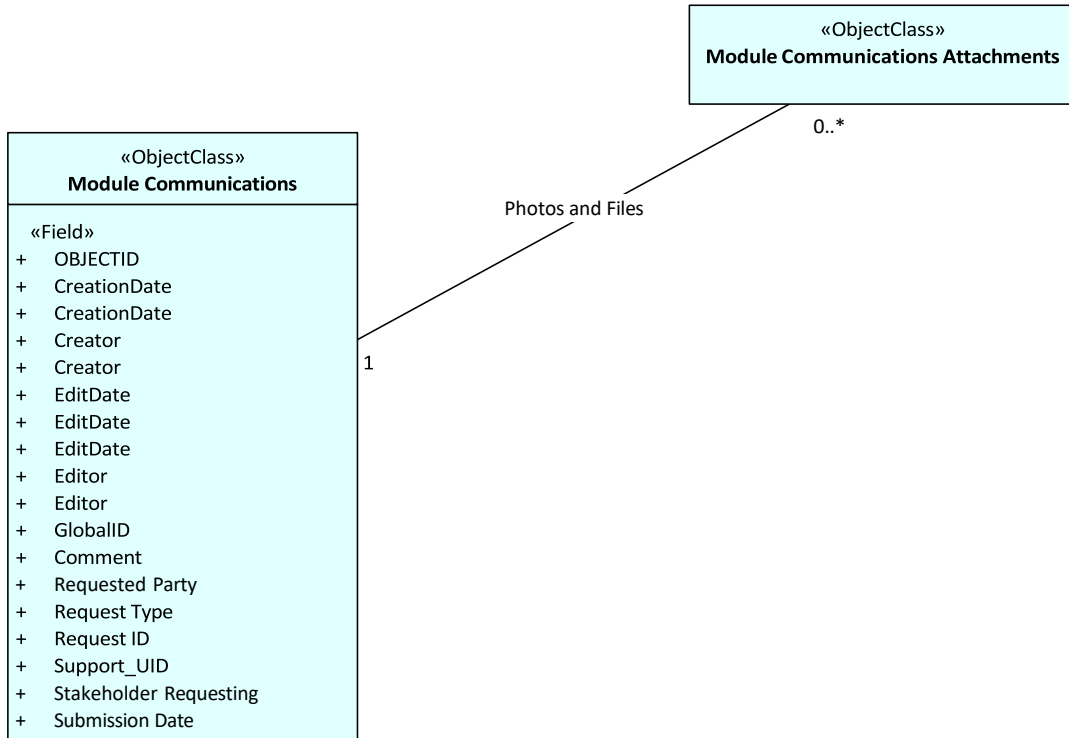 «ObjectClass»
Module Communications Attachments
0..*
Photos and Files
1
«ObjectClass»
Module Communications
«Field»
+ OBJECTID
+ CreationDate
+ CreationDate
+ Creator
+ Creator
+ EditDate
+ EditDate
+ EditDate
+ Editor
+ Editor
+ GlobalID
+ Comment
+ Requested Party
+ Request Type
+ Request ID
+ Support_UID
+ Stakeholder Requesting
+ Submission Date